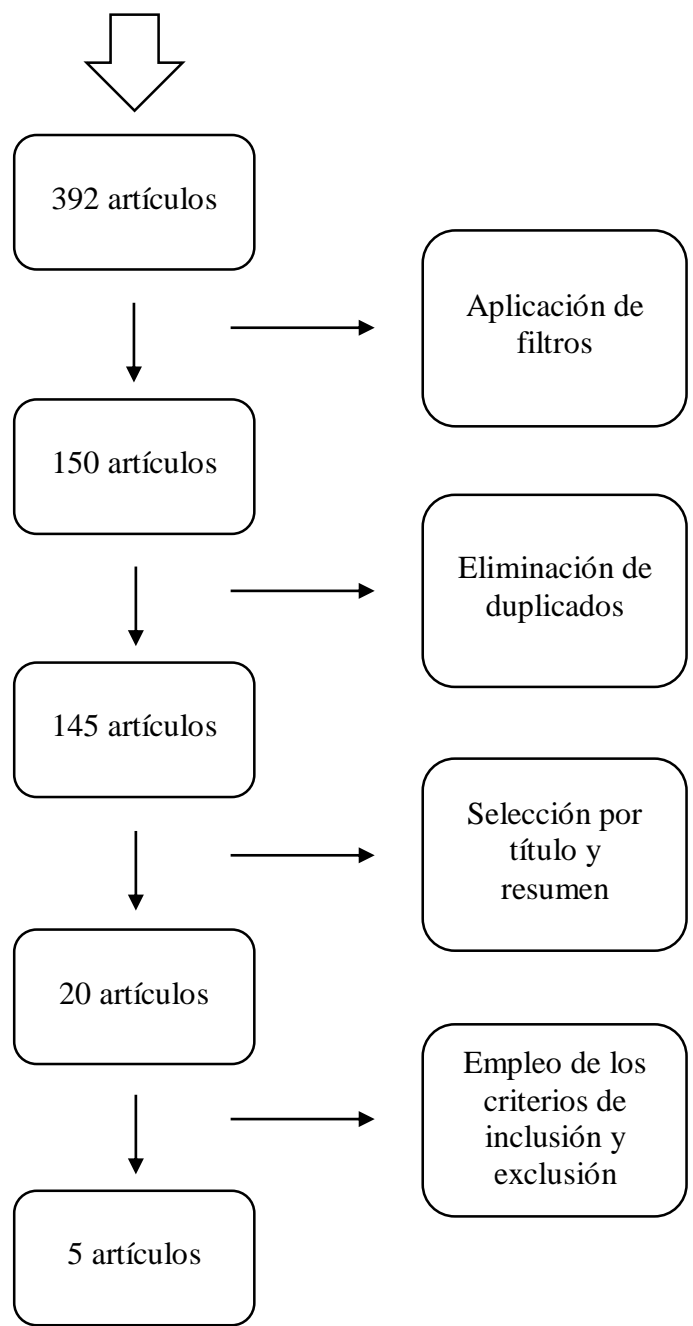 392 artículos
Aplicación de
filtros
150 artículos
Eliminación de
duplicados
145 artículos
Selección por
título y
resumen
20 artículos
Empleo de los
criterios de
inclusión y
exclusión
5 artículos